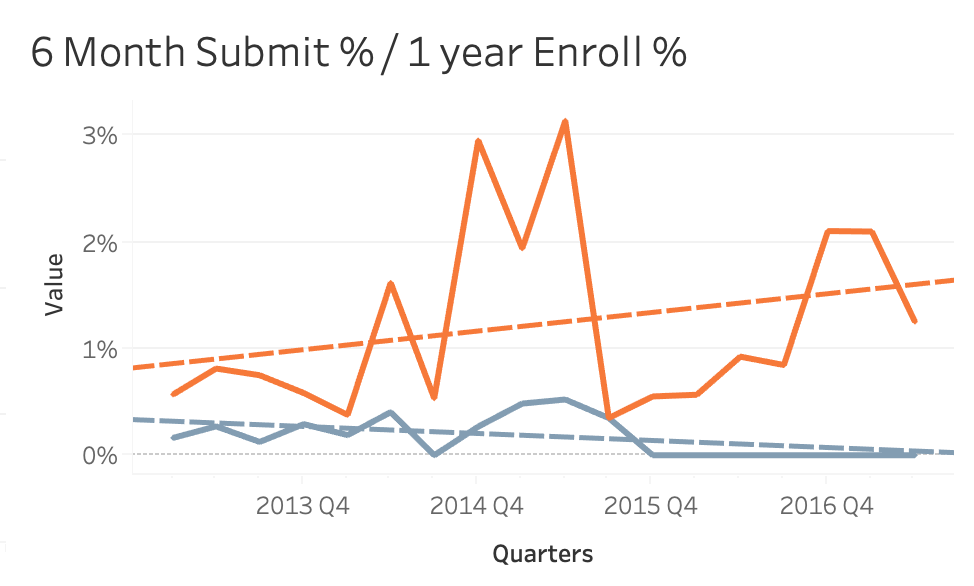 6 Month Submit % / 1 year Enroll %
3%
2%
1%
0%
Value
2013 Q4
2014 Q4
2015 Q4
2016 Q4
Quarters